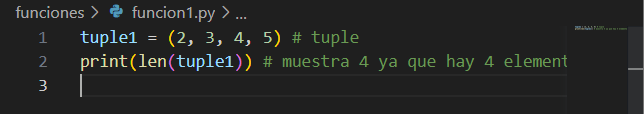 funciones > funcion1.py > ...
1 tuple1 = (2, 3, 4, 5) # tuple
2 print(len(tuple1)) # muestra 4 ya que hay 4 element
3